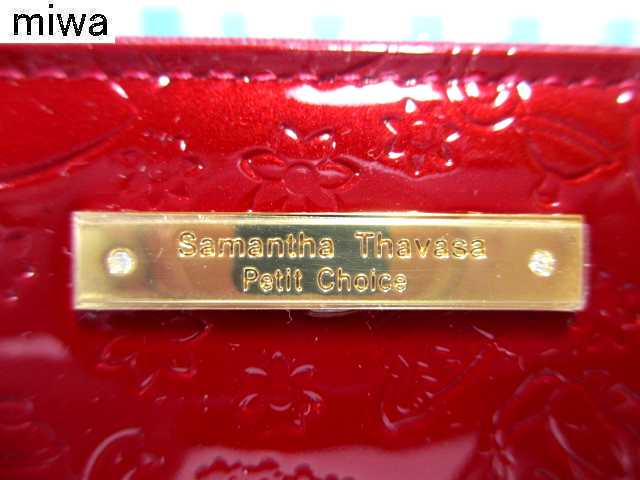 miwa
Samantha Thavasa
Petit Choice